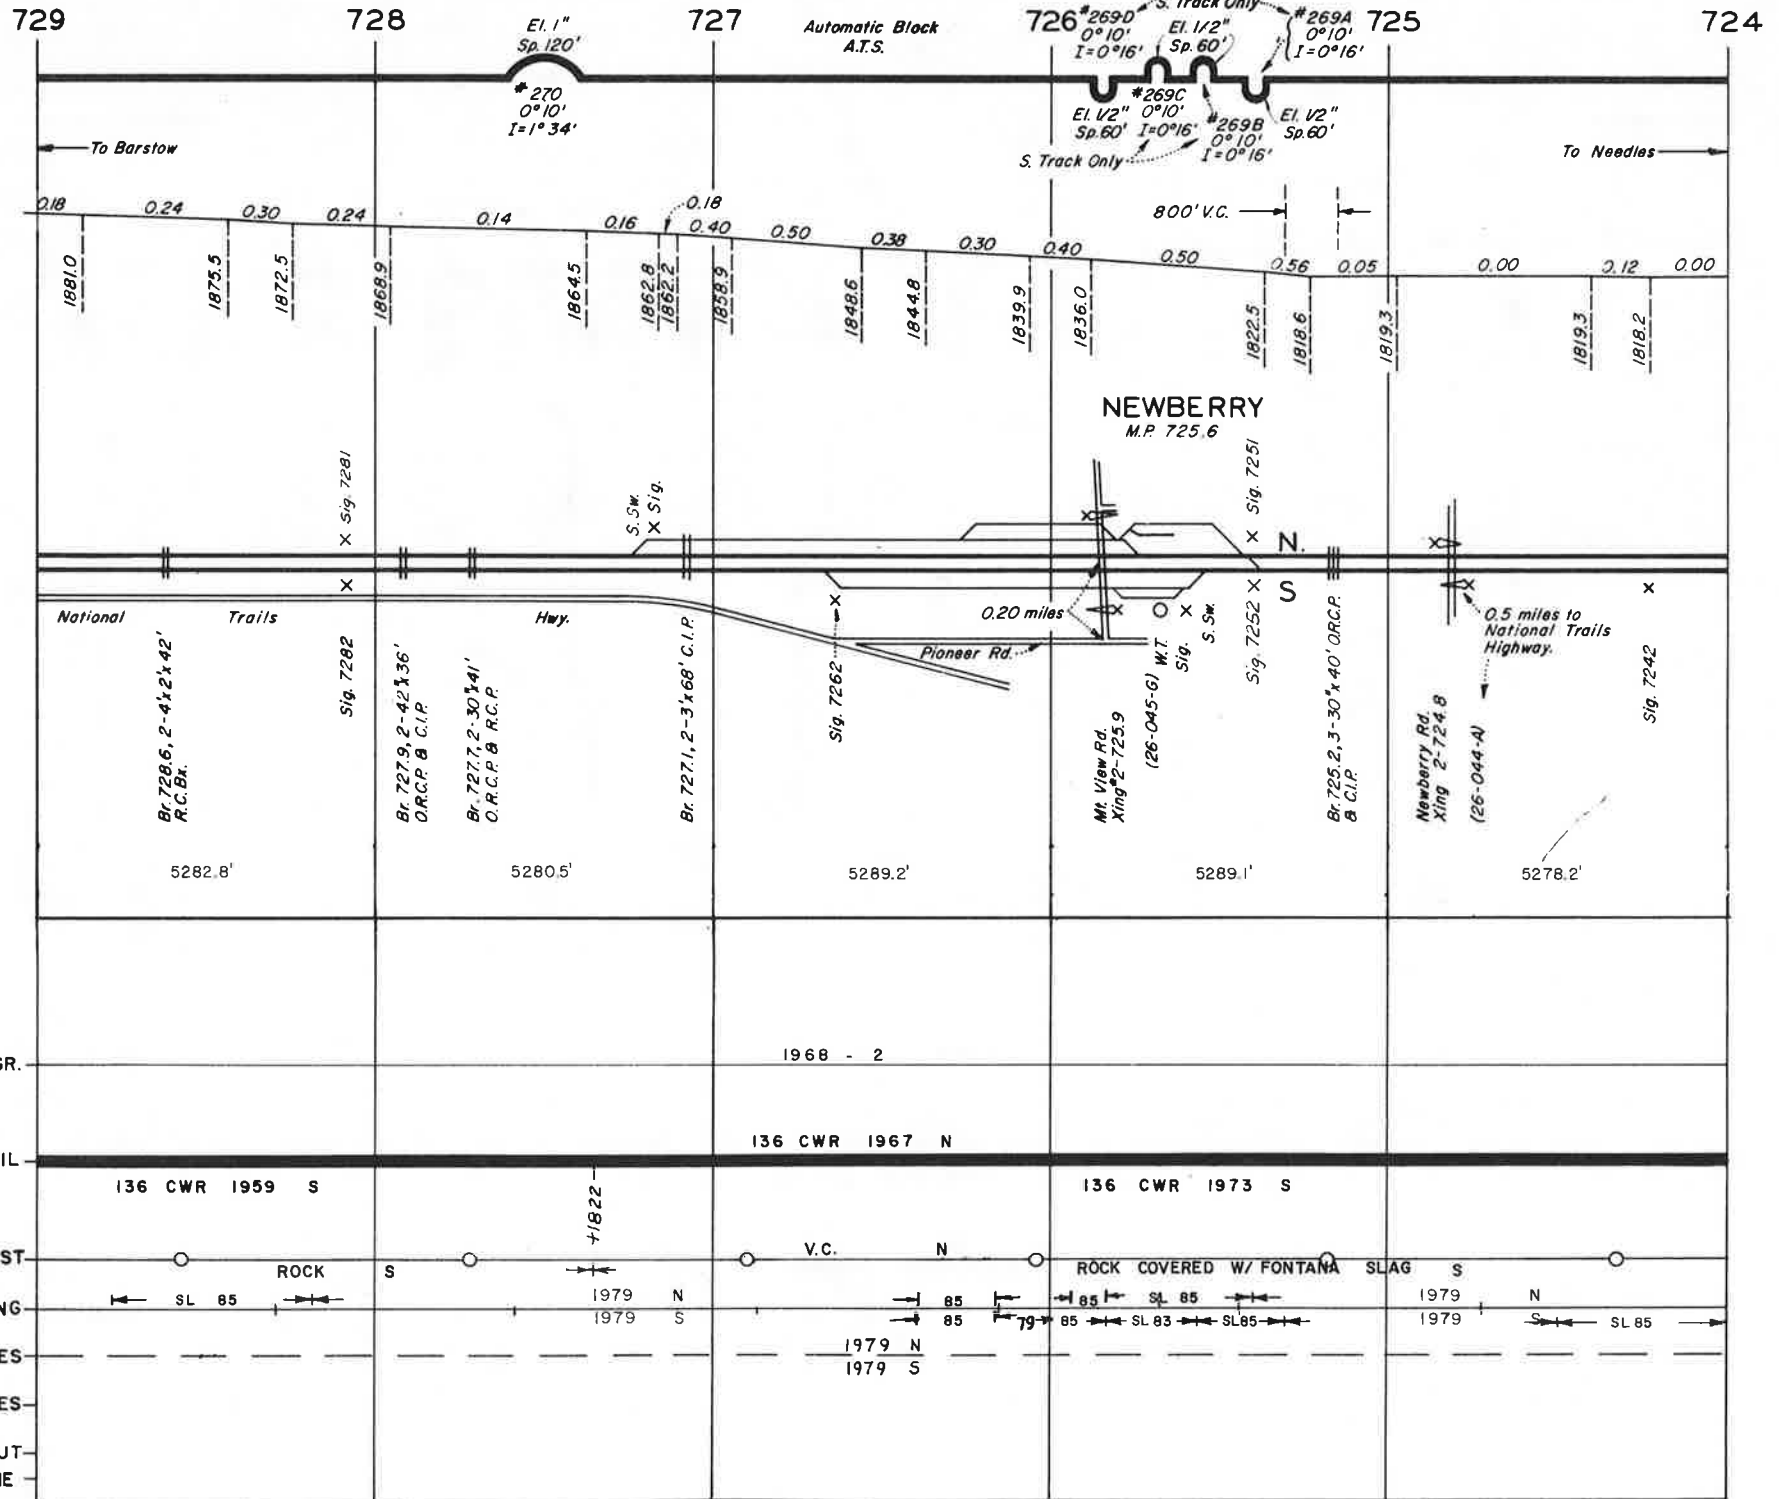 729 728 727 726 725 724
S. Track Only
El. 1"
Sp. 120'
Automatic Block
A.T.S.
#269D
0°10'
I=0°16'
El. 1/2"
Sp. 60'
#269A
0°10'
I=0°16'
#270
0°10'
I=1°34'
El. 1/2"
Sp. 60'
#269C
0°10'
I=0°16'
#269B
0°10'
I=0°16'
El. 1/2"
Sp. 60'
S. Track Only
To Barstow
To Needles
800' V.C.
0.18 0.24 0.30 0.24 0.14 0.16 0.18 0.40 0.50 0.38 0.30 0.40 0.50 0.56 0.05 0.00 0.12 0.00
1881.0 1875.5 1872.5 1868.9 1864.5 1862.8 1862.2 1858.9 1848.6 1844.8 1839.9 1836.0 1822.5 1818.6 1819.3 1819.3 1818.2
NEWBERRY
M.P. 725.6
X Sig. 7281
S. Sw.
X Sig.
X Sig. 7251
N.
S
National Trails Hwy.
0.20 miles
Pioneer Rd.
0.5 miles to
National Trails
Highway.
Br. 728.6, 2-4'x2'x42'
R.C.Bx.
Sig. 7282
Br. 727.9, 2-42"x36'
O.R.C.P. & C.I.P.
Br. 727.7, 2-30"x41'
O.R.C.P. & R.C.P.
Br. 727.1, 2-3'x68' C.I.P.
Sig. 7262
Mt. View Rd.
Xing #2-725.9
(26-045-G) W.T.
Sig.
S. Sw.
Sig. 7252
Br. 725.2, 3-30"x40' O.R.C.P.
& C.I.P.
Newberry Rd.
Xing 2-724.8
(26-044-A)
Sig. 7242
5282.8' 5280.5' 5289.2' 5289.1' 5278.2'
GR.
1968 - 2
136 CWR 1967 N
IL
136 CWR 1959 S
136 CWR 1973 S
+1822
ST
V.C. N
ROCK S
ROCK COVERED W/ FONTANA SLAG S
SL 85 1979 N 85 85 SL 85 1979 N
NG
1979 S 85 79 85 SL 83 SL85 1979 S SL 85
1979 N
ES
1979 S
ES
UT
NE